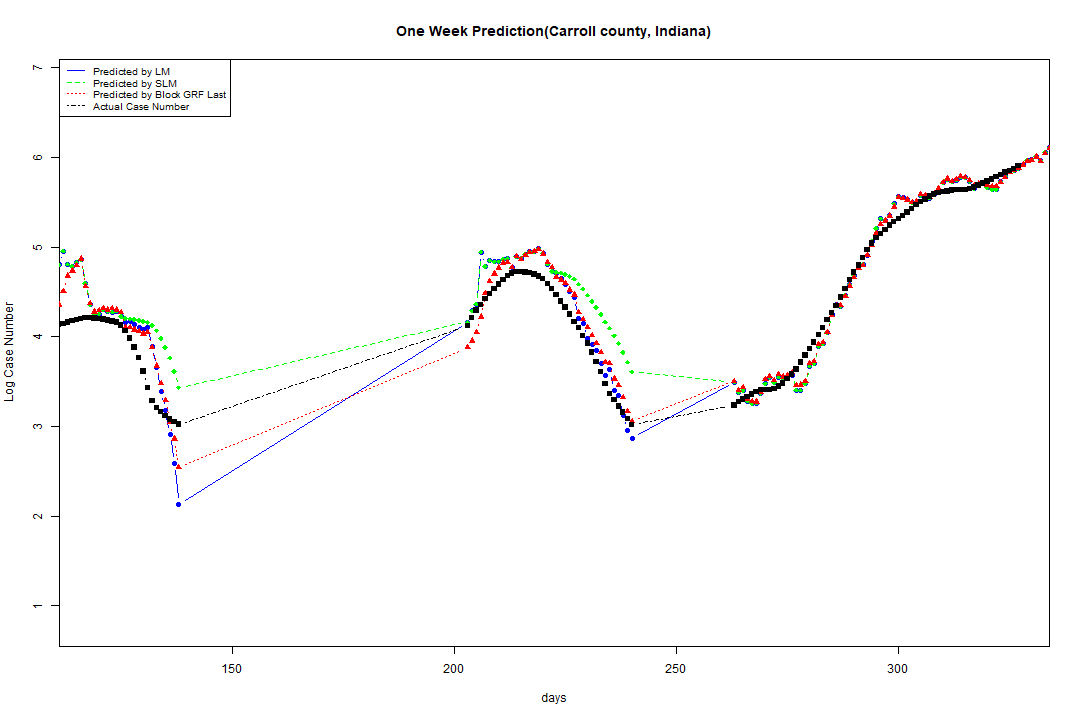 One Week Prediction(Carroll county, Indiana)
Predicted by LM
Predicted by SLM
Predicted by Block GRF Last
Actual Case Number
7
6
5
4
3
2
1
Log Case Number
150
200
250
300
days